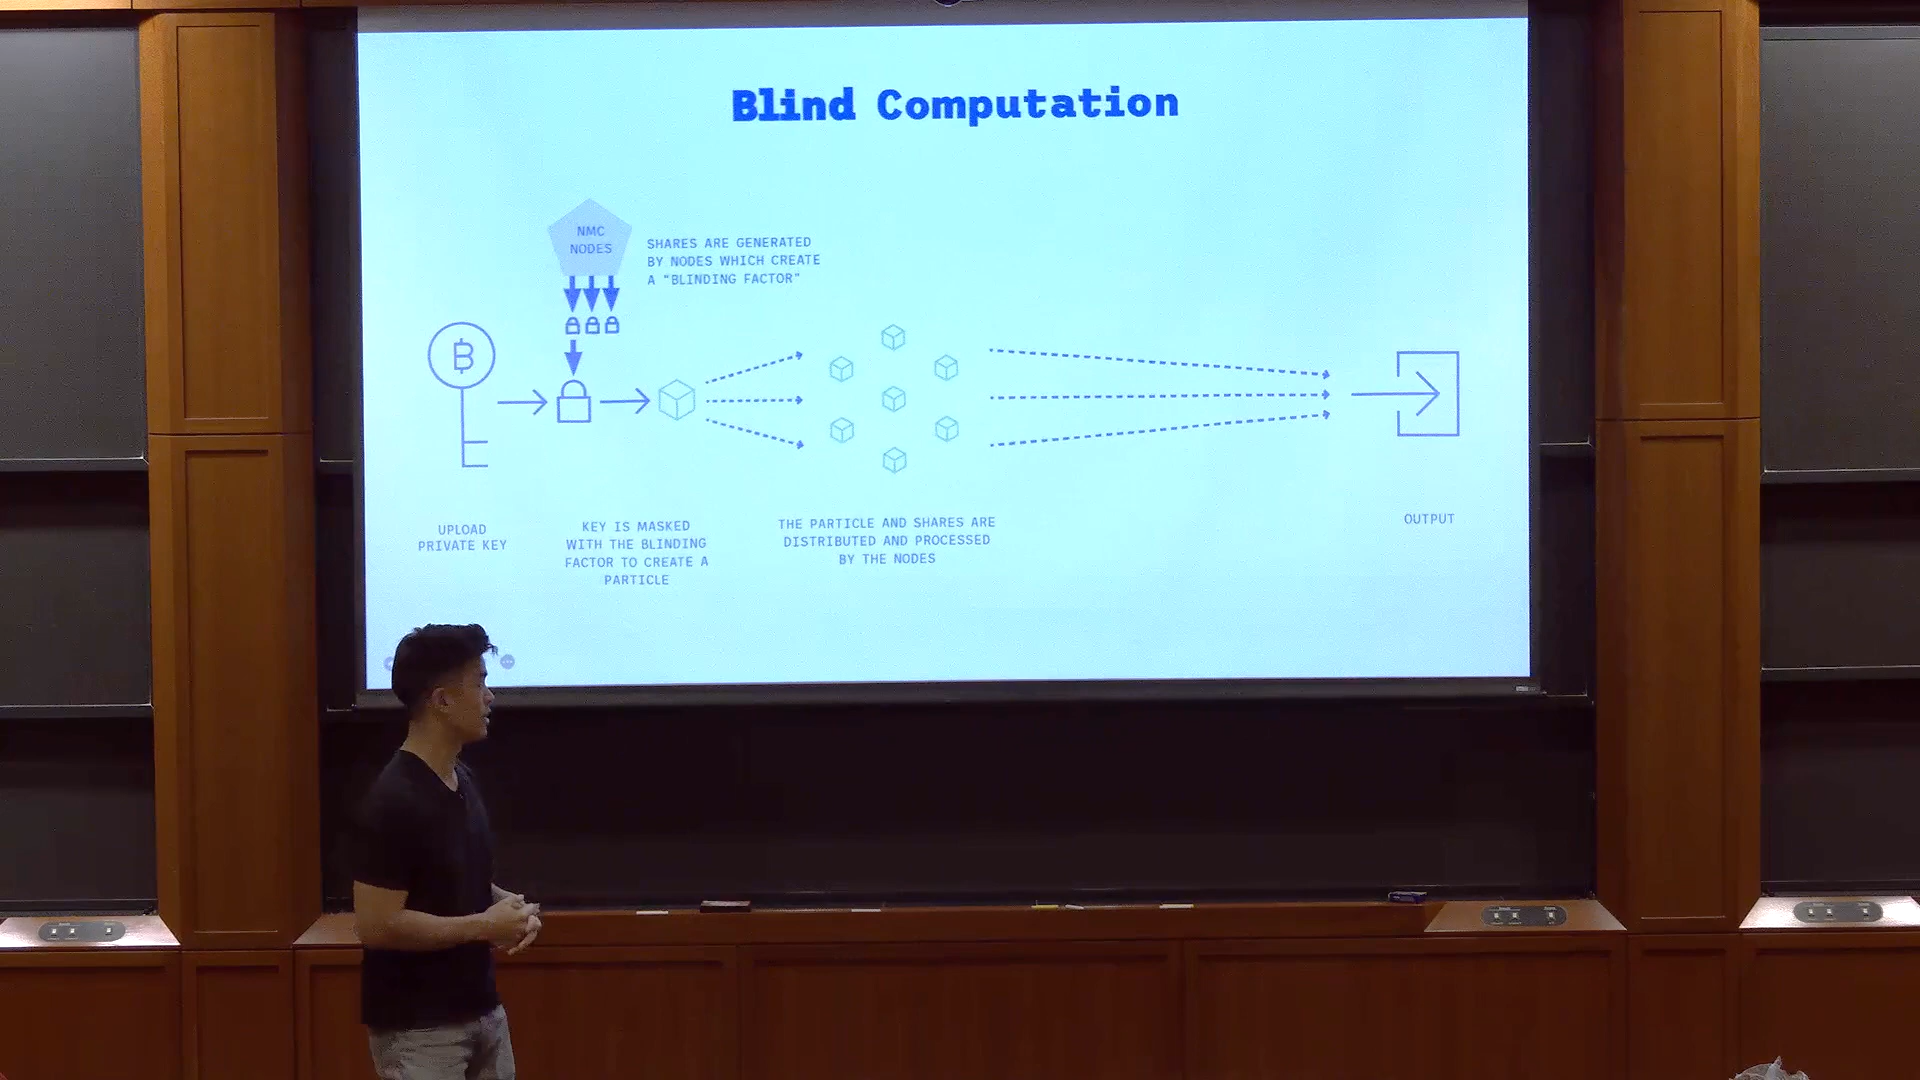 Blind Computation
NMC
NODES
SHARES ARE GENERATED
BY NODES WHICH CREATE
A "BLINDING FACTOR"
UPLOAD
PRIVATE KEY
KEY IS MASKED
WITH THE BLINDING
FACTOR TO CREATE A
PARTICLE
THE PARTICLE AND SHARES ARE
DISTRIBUTED AND PROCESSED
BY THE NODES
OUTPUT